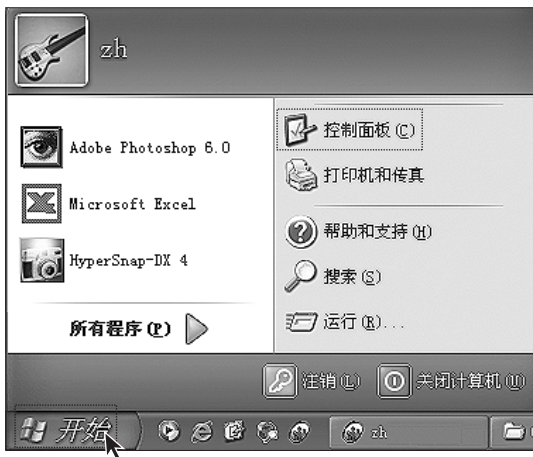 zh
Adobe Photoshop 6.0
Microsoft Excel
HyperSnap-DX 4
所有程序(P)
控制面板(C)
打印机和传真
帮助和支持(H)
搜索(S)
运行(R)...
注销(L)
关闭计算机(U)
开始
zh